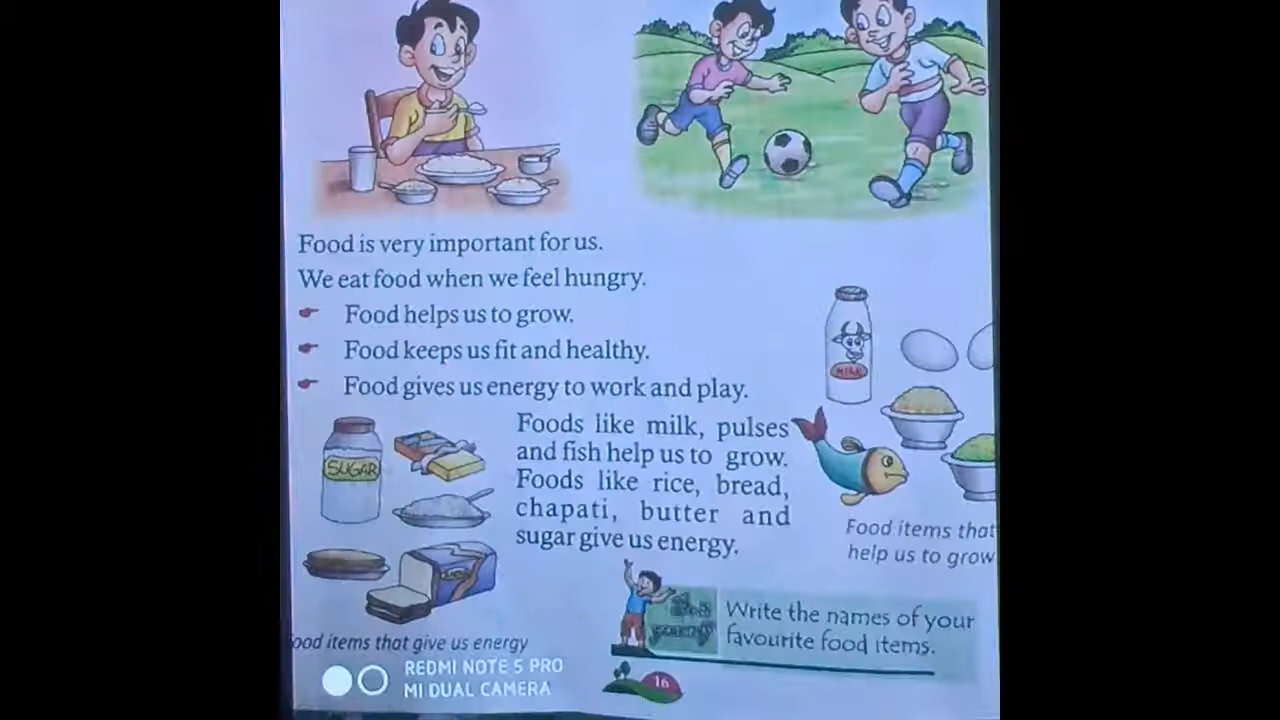 Food is very important for us.
We eat food when we feel hungry.
Food helps us to grow.
Food keeps us fit and healthy.
Food gives us energy to work and play.
Foods like milk, pulses
and fish help us to grow.
Foods like rice, bread,
chapati, butter and
sugar give us energy.
MILK
SUGAR
Food items that
help us to grow
ood items that give us energy
Write the names of your
favourite food items.
16
REDMI NOTE 5 PRO
MI DUAL CAMERA